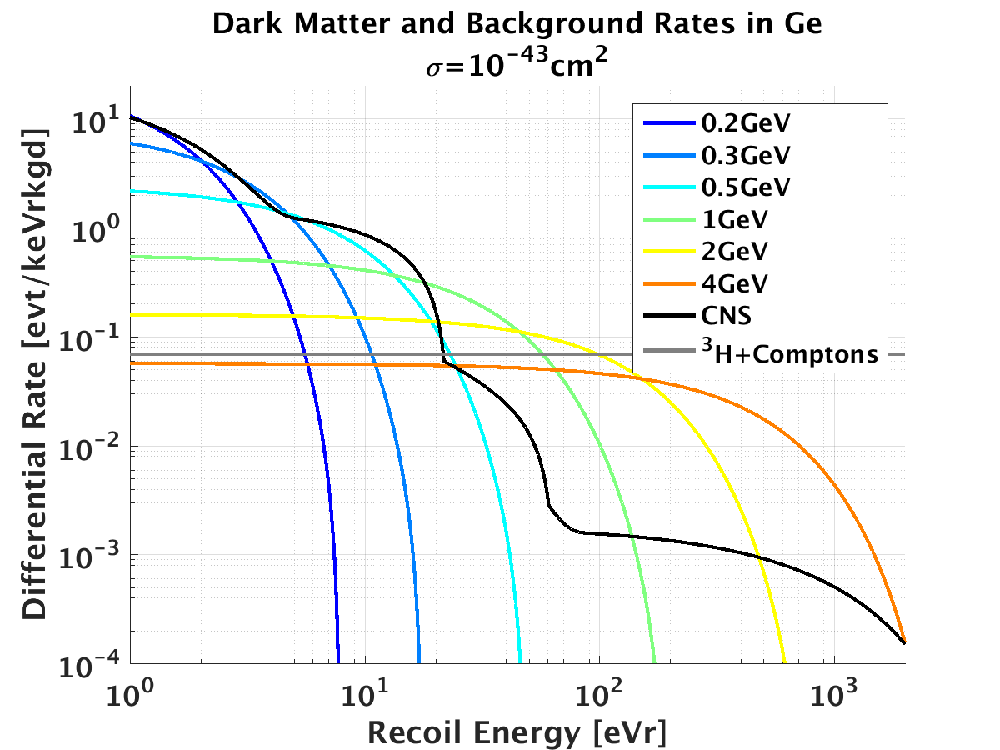 Dark Matter and Background Rates in Ge
σ=10⁻⁴³cm²
Differential Rate [evt/keVrkgd]
10¹
10⁰
10⁻¹
10⁻²
10⁻³
10⁻⁴
0.2GeV
0.3GeV
0.5GeV
1GeV
2GeV
4GeV
CNS
³H+Comptons
10⁰
10¹
10²
10³
Recoil Energy [eVr]